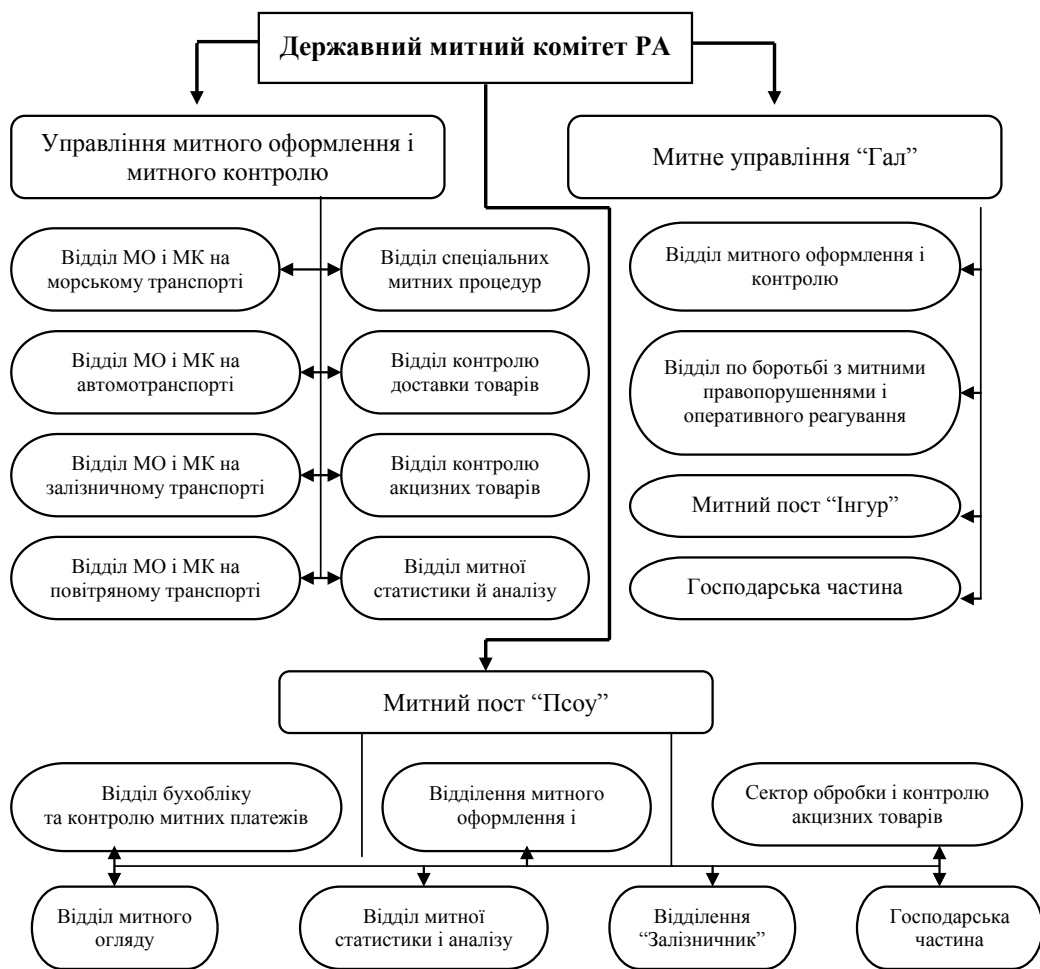 Державний митний комітет РА
Управління митного оформлення і
митного контролю
Митне управління “Гал”
Відділ МО і МК на
морському транспорті
Відділ спеціальних
митних процедур
Відділ митного оформлення і
контролю
Відділ МО і МК на
автомотранспорті
Відділ контролю
доставки товарів
Відділ по боротьбі з митними
правопорушеннями і
оперативного реагування
Відділ МО і МК на
залізничному транспорті
Відділ контролю
акцизних товарів
Митний пост “Інгур”
Відділ МО і МК на
повітряному транспорті
Відділ митної
статистики й аналізу
Господарська частина
Митний пост “Псоу”
Відділ бухобліку
та контролю митних платежів
Відділення митного
оформлення і
Сектор обробки і контролю
акцизних товарів
Відділ митного
огляду
Відділ митної
статистики і аналізу
Відділення
“Залізничник”
Господарська
частина